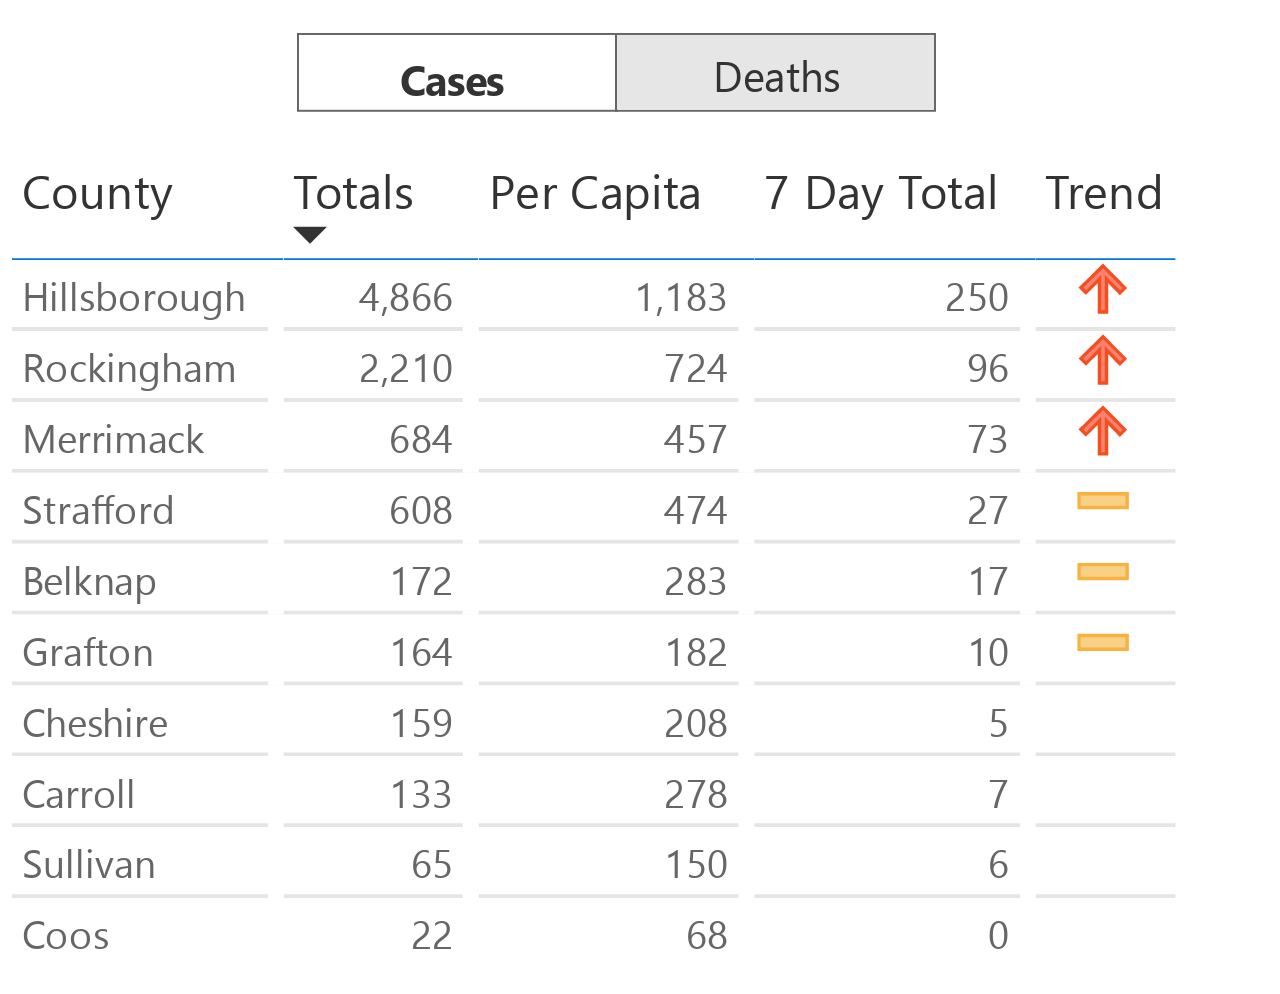 Cases Deaths
County Totals Per Capita 7 Day Total Trend
Hillsborough 4,866 1,183 250
Rockingham 2,210 724 96
Merrimack 684 457 73
Strafford 608 474 27
Belknap 172 283 17
Grafton 164 182 10
Cheshire 159 208 5
Carroll 133 278 7
Sullivan 65 150 6
Coos 22 68 0